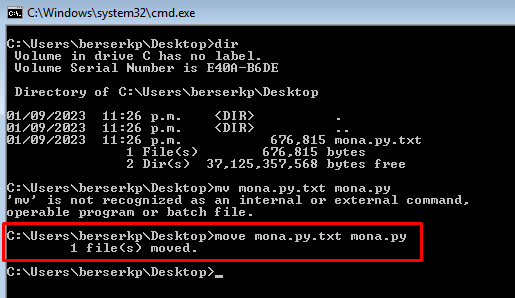 C:\Windows\system32\cmd.exe
C:\Users\berserkp\Desktop>dir
 Volume in drive C has no label.
 Volume Serial Number is E40A-B6DE

 Directory of C:\Users\berserkp\Desktop

01/09/2023  11:26 p.m.    <DIR>          .
01/09/2023  11:26 p.m.    <DIR>          ..
01/09/2023  11:26 p.m.           676,815 mona.py.txt
               1 File(s)        676,815 bytes
               2 Dir(s)  37,125,357,568 bytes free

C:\Users\berserkp\Desktop>mv mona.py.txt mona.py
'mv' is not recognized as an internal or external command,
operable program or batch file.

C:\Users\berserkp\Desktop>move mona.py.txt mona.py
        1 file(s) moved.

C:\Users\berserkp\Desktop>_